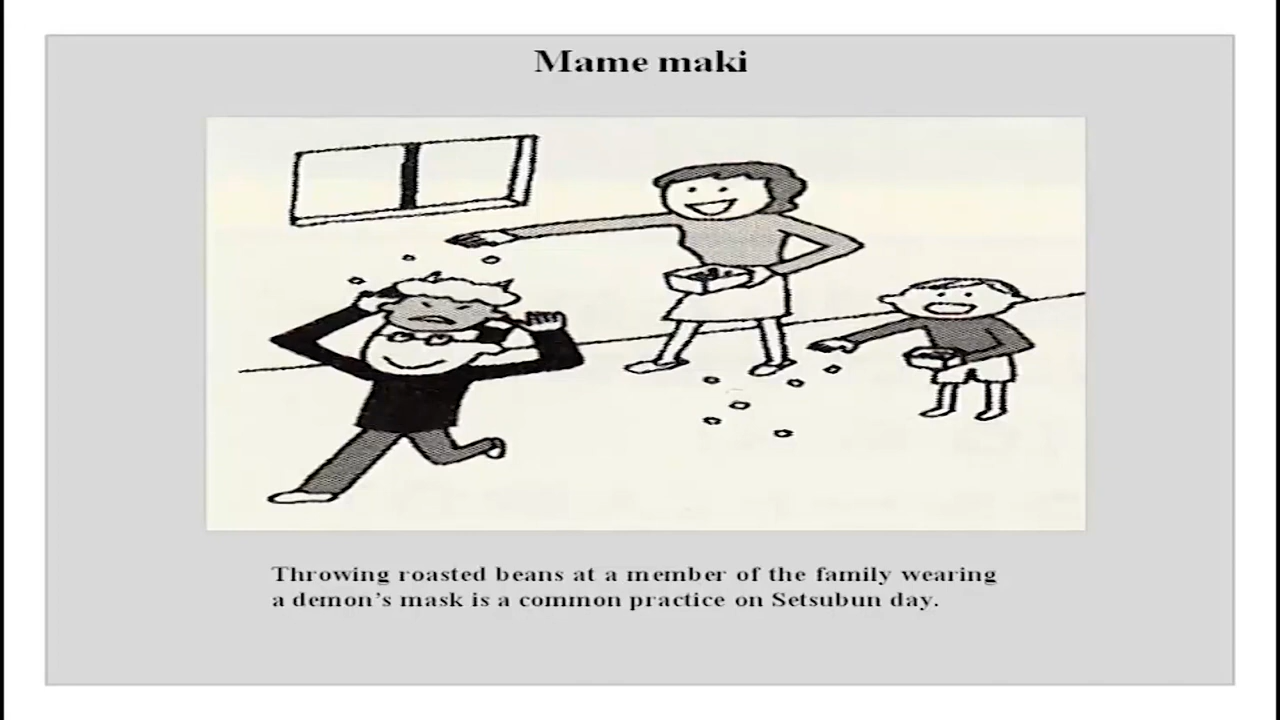 Mame maki
Throwing roasted beans at a member of the family wearing
a demon’s mask is a common practice on Setsubun day.